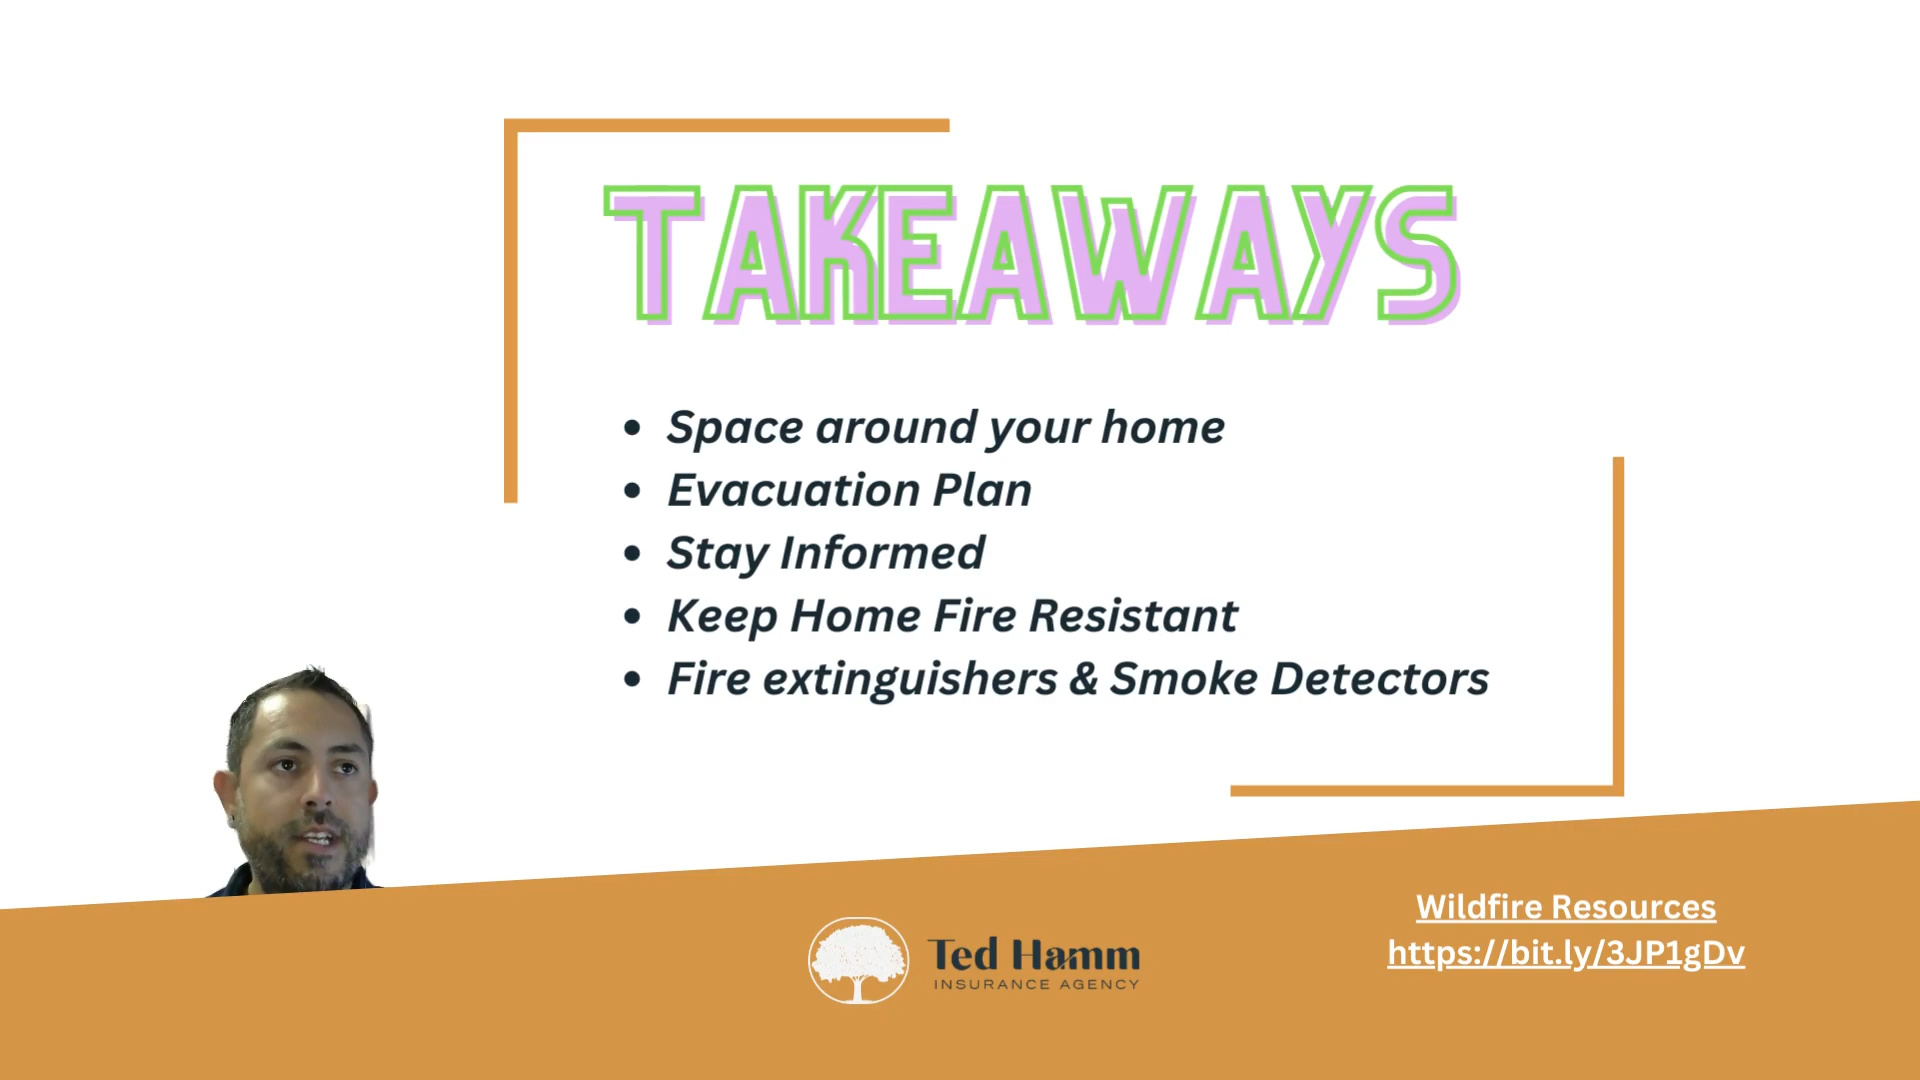 TAKEAWAYS
• Space around your home
• Evacuation Plan
• Stay Informed
• Keep Home Fire Resistant
• Fire extinguishers & Smoke Detectors
Ted Hamm
INSURANCE AGENCY
Wildfire Resources
https://bit.ly/3JP1gDv